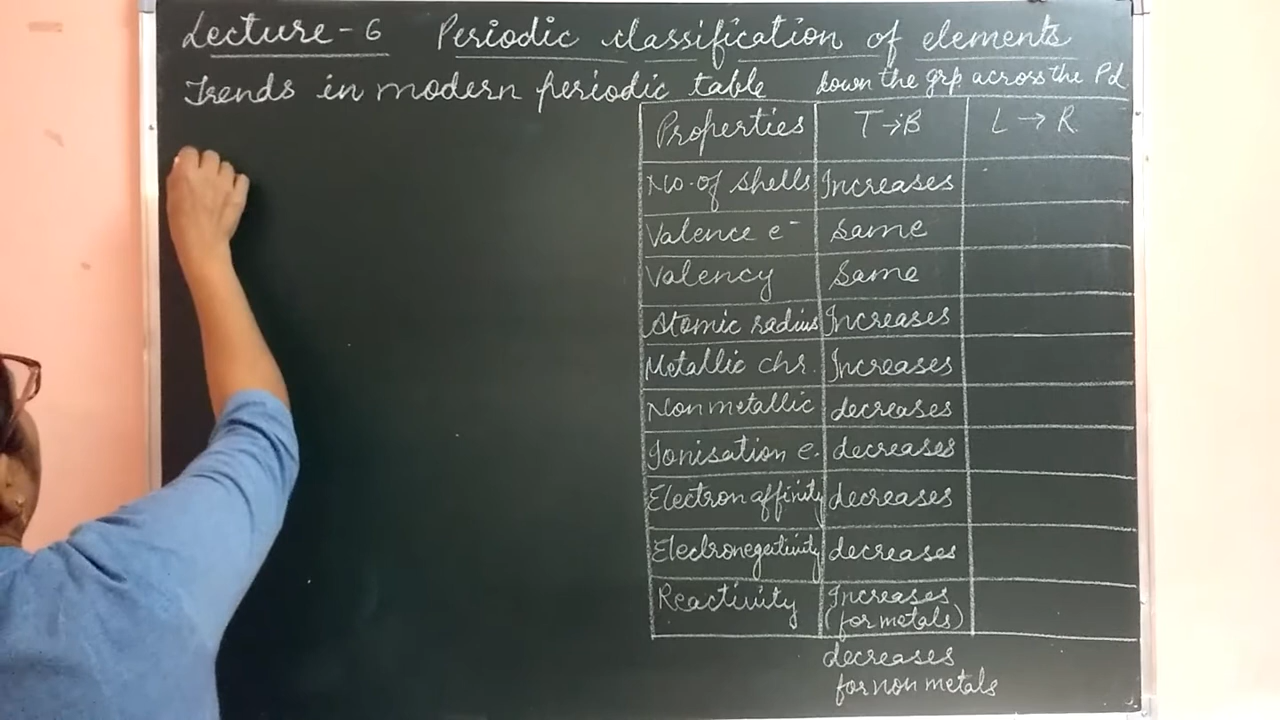 Lecture-6 Periodic classification of elements
Trends in modern periodic table down the grp across the Pd
Properties T→B L→R
No. of shells Increases
Valence e⁻ same
Valency Same
Atomic radius Increases
Metallic chr. Increases
Non metallic decreases
Ionisation e. decreases
Electron affinity decreases
Electronegativity decreases
Reactivity Increases
(for metals)
decreases
for non metals